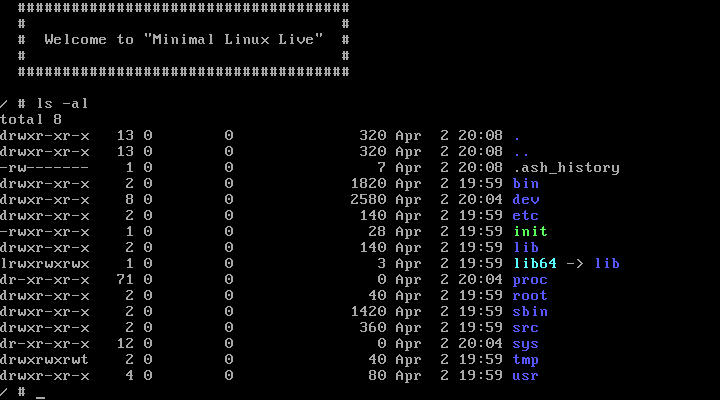 ###################################
#                                 #
#  Welcome to "Minimal Linux Live"  #
#                                 #
###################################
/ # ls -al
total 8
drwxr-xr-x   13 0        0              320 Apr  2 20:08 .
drwxr-xr-x   13 0        0              320 Apr  2 20:08 ..
-rw-------    1 0        0                7 Apr  2 20:08 .ash_history
drwxr-xr-x    2 0        0             1820 Apr  2 19:59 bin
drwxr-xr-x    8 0        0             2580 Apr  2 20:04 dev
drwxr-xr-x    2 0        0              140 Apr  2 19:59 etc
-rwxr-xr-x    1 0        0               28 Apr  2 19:59 init
drwxr-xr-x    2 0        0              140 Apr  2 19:59 lib
lrwxrwxrwx    1 0        0                3 Apr  2 19:59 lib64 -> lib
dr-xr-xr-x   71 0        0                0 Apr  2 20:04 proc
drwxr-xr-x    2 0        0               40 Apr  2 19:59 root
drwxr-xr-x    2 0        0             1420 Apr  2 19:59 sbin
drwxr-xr-x    2 0        0              360 Apr  2 19:59 src
dr-xr-xr-x   12 0        0                0 Apr  2 20:04 sys
drwxrwxrwt    2 0        0               40 Apr  2 19:59 tmp
drwxr-xr-x    4 0        0               80 Apr  2 19:59 usr
/ # _